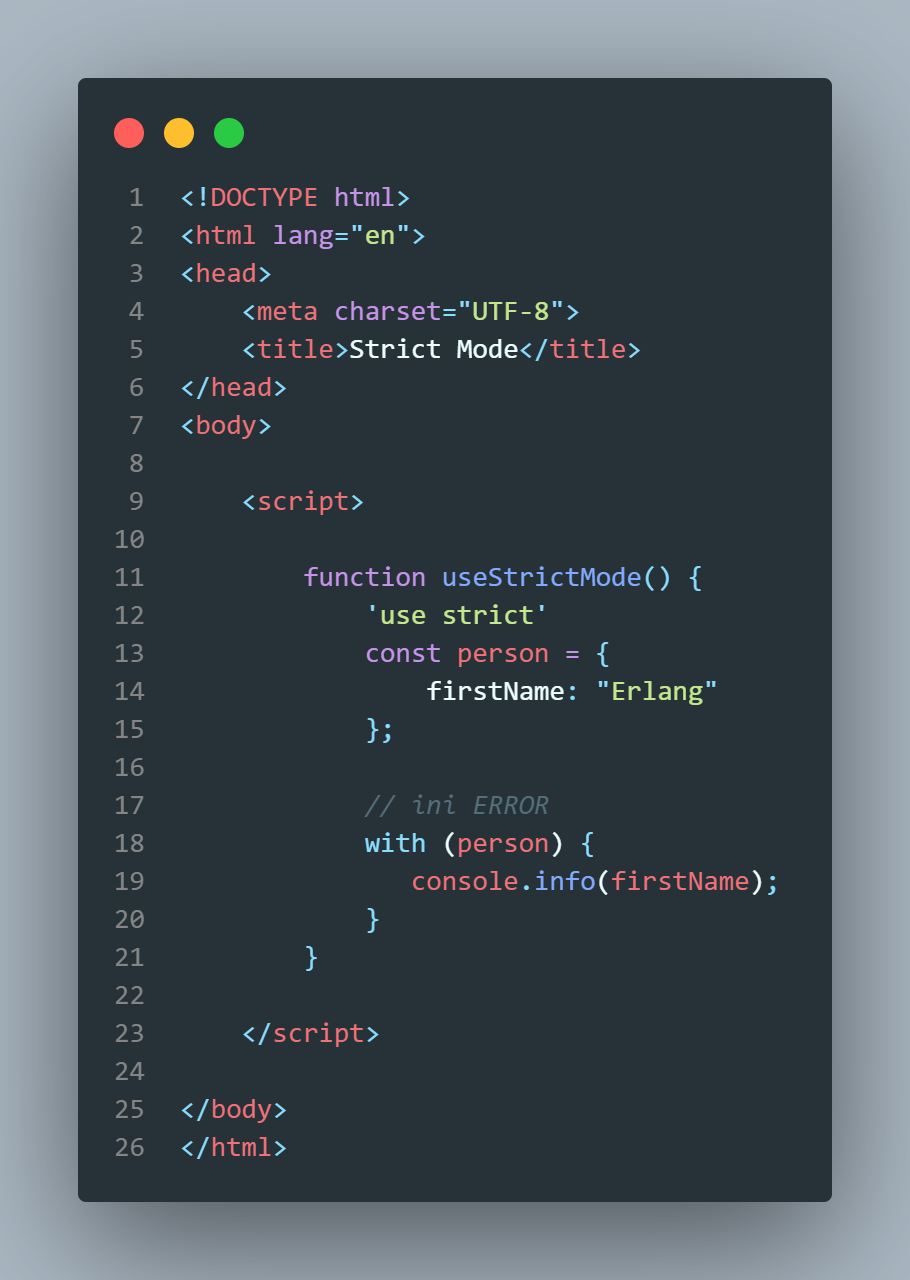 1 <!DOCTYPE html>
2 <html lang="en">
3 <head>
4     <meta charset="UTF-8">
5     <title>Strict Mode</title>
6 </head>
7 <body>
8
9     <script>
10
11         function useStrictMode() {
12             'use strict'
13             const person = {
14                 firstName: "Erlang"
15             };
16
17             // ini ERROR
18             with (person) {
19                console.info(firstName);
20             }
21         }
22
23     </script>
24
25 </body>
26 </html>